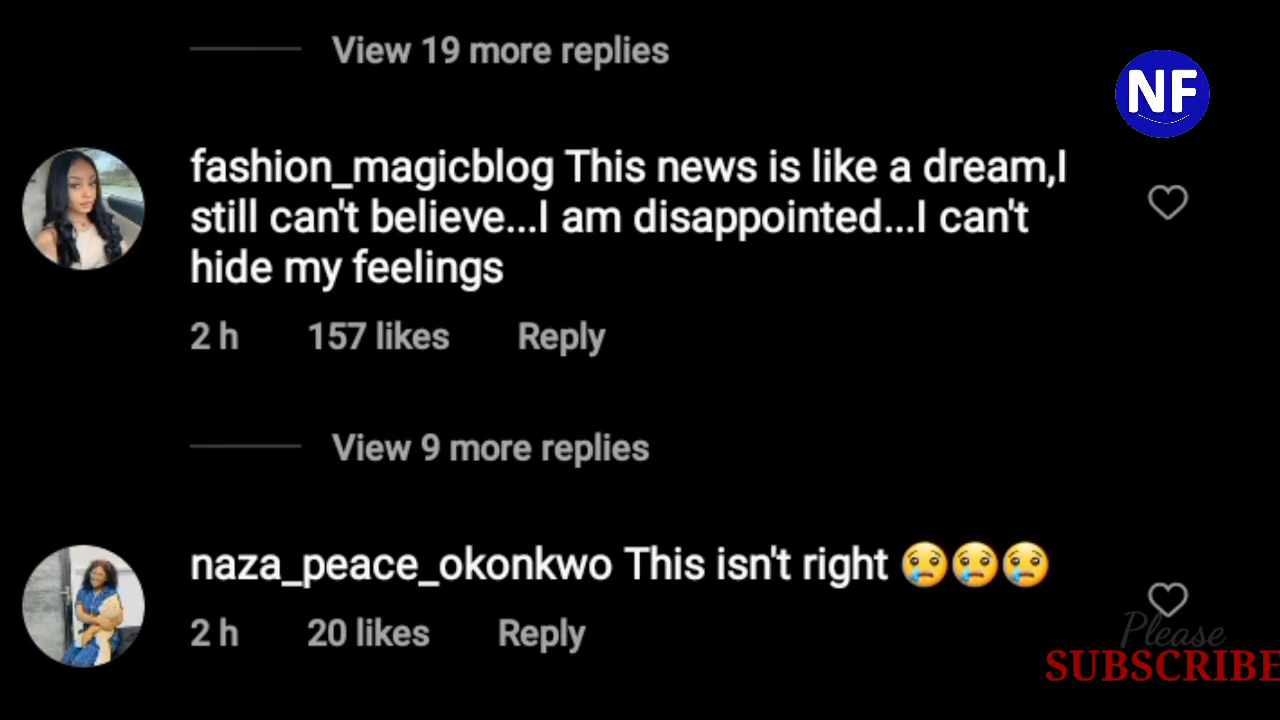 View 19 more replies
NF
fashion_magicblog This news is like a dream,I
still can't believe...I am disappointed...I can't
hide my feelings
2 h 157 likes Reply
View 9 more replies
naza_peace_okonkwo This isn't right 😢😢😢
2 h 20 likes Reply
Please
SUBSCRIBE